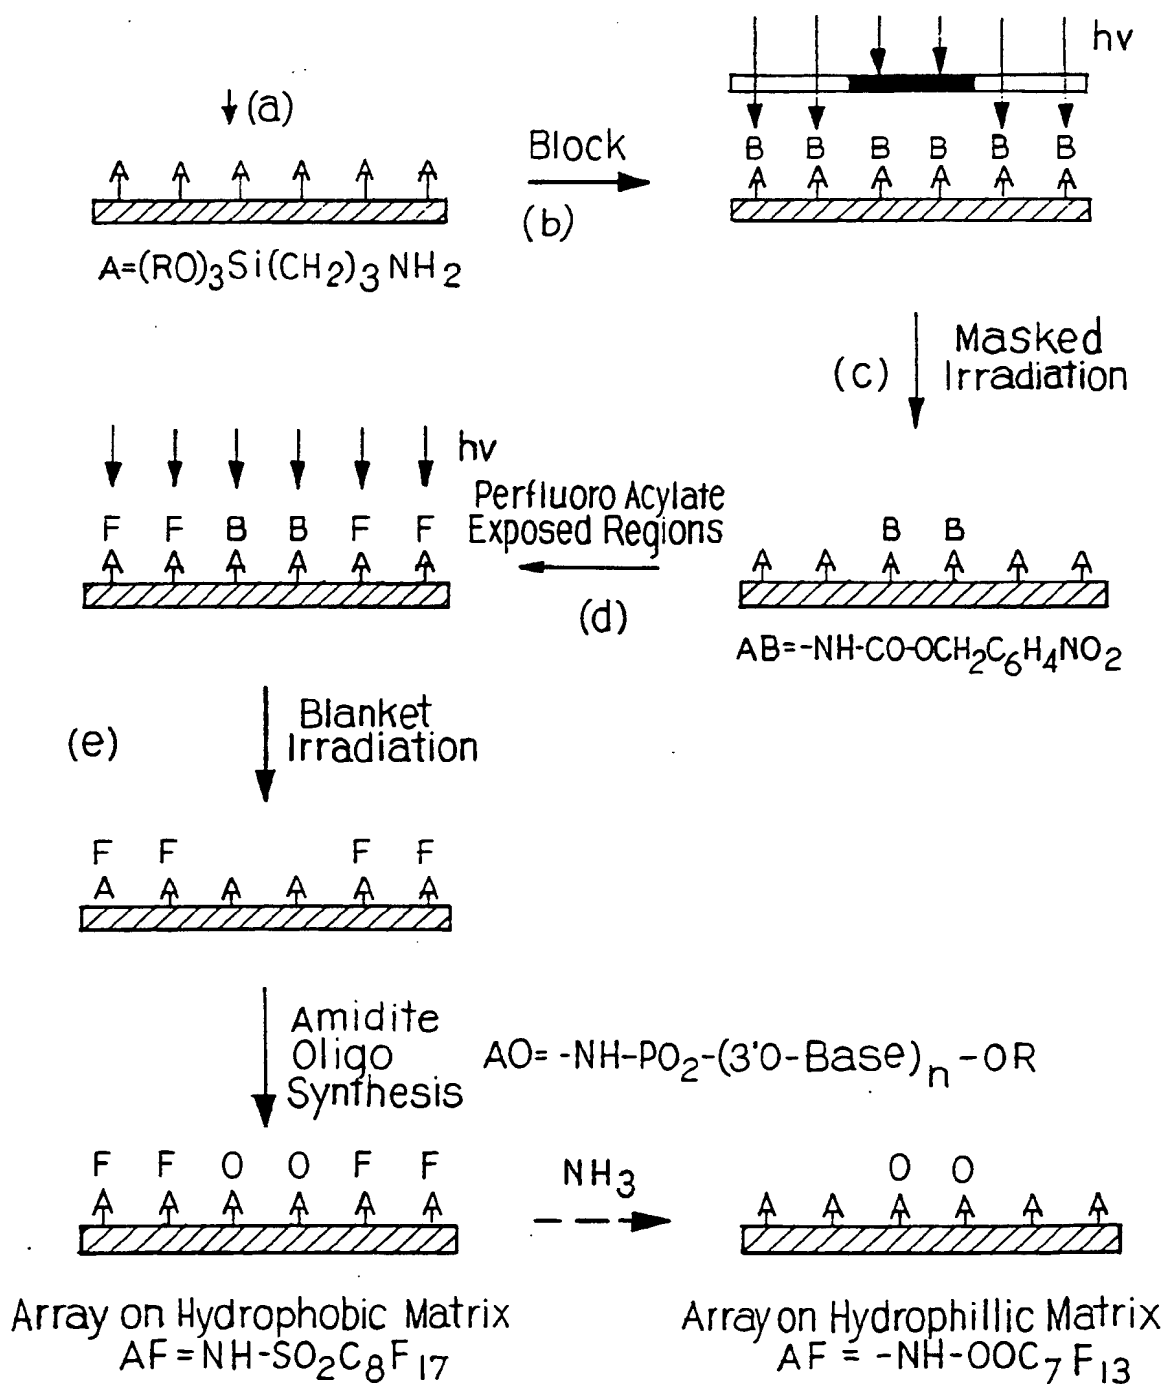 (a)
A A A A A A
A=(RO)3Si(CH2)3NH2
Block
(b)
hv
B B B B B B
A A A A A A
(c)
Masked
Irradiation
B B
A A A A A A
AB=-NH-CO-OCH2C6H4NO2
Perfluoro Acylate
Exposed Regions
(d)
hv
F F B B F F
A A A A A A
(e)
Blanket
Irradiation
F F F F
A A A A A A
Amidite
Oligo
Synthesis
AO= -NH-PO2-(3'O-Base)n-OR
F F O O F F
A A A A A A
Array on Hydrophobic Matrix
AF=NH-SO2C8F17
NH3
O O
A A A A A A
Array on Hydrophillic Matrix
AF = -NH-OOC7F13